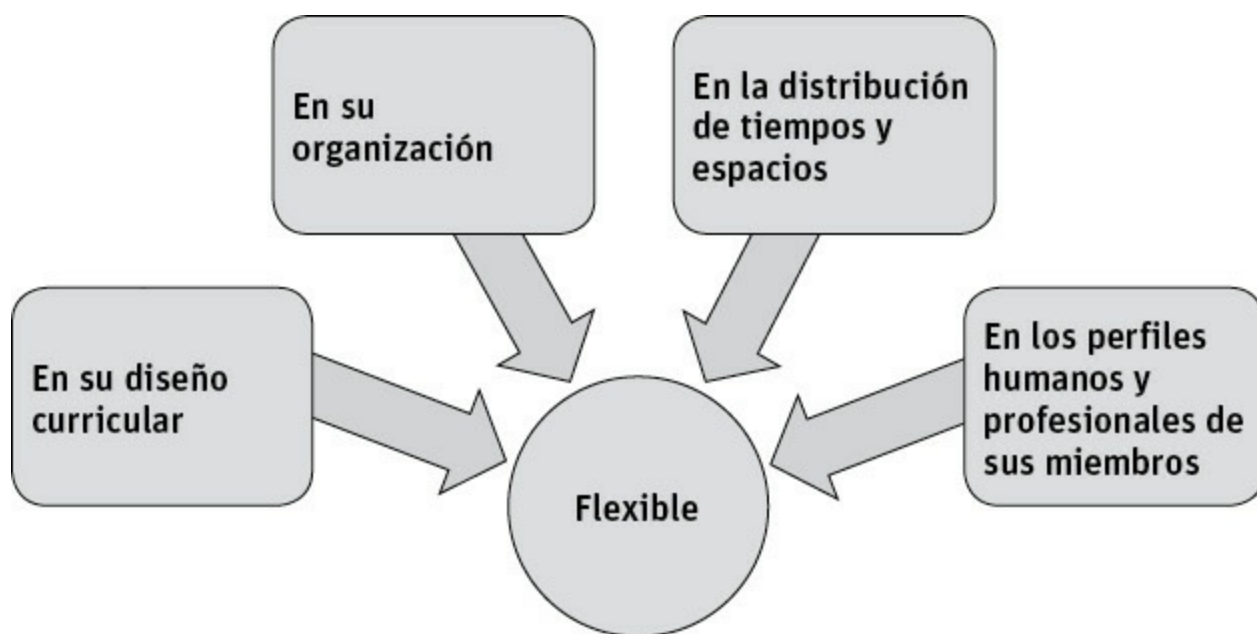 En su
organización
En la distribución
de tiempos y
espacios
En su diseño
curricular
En los perfiles
humanos y
profesionales de
sus miembros
Flexible